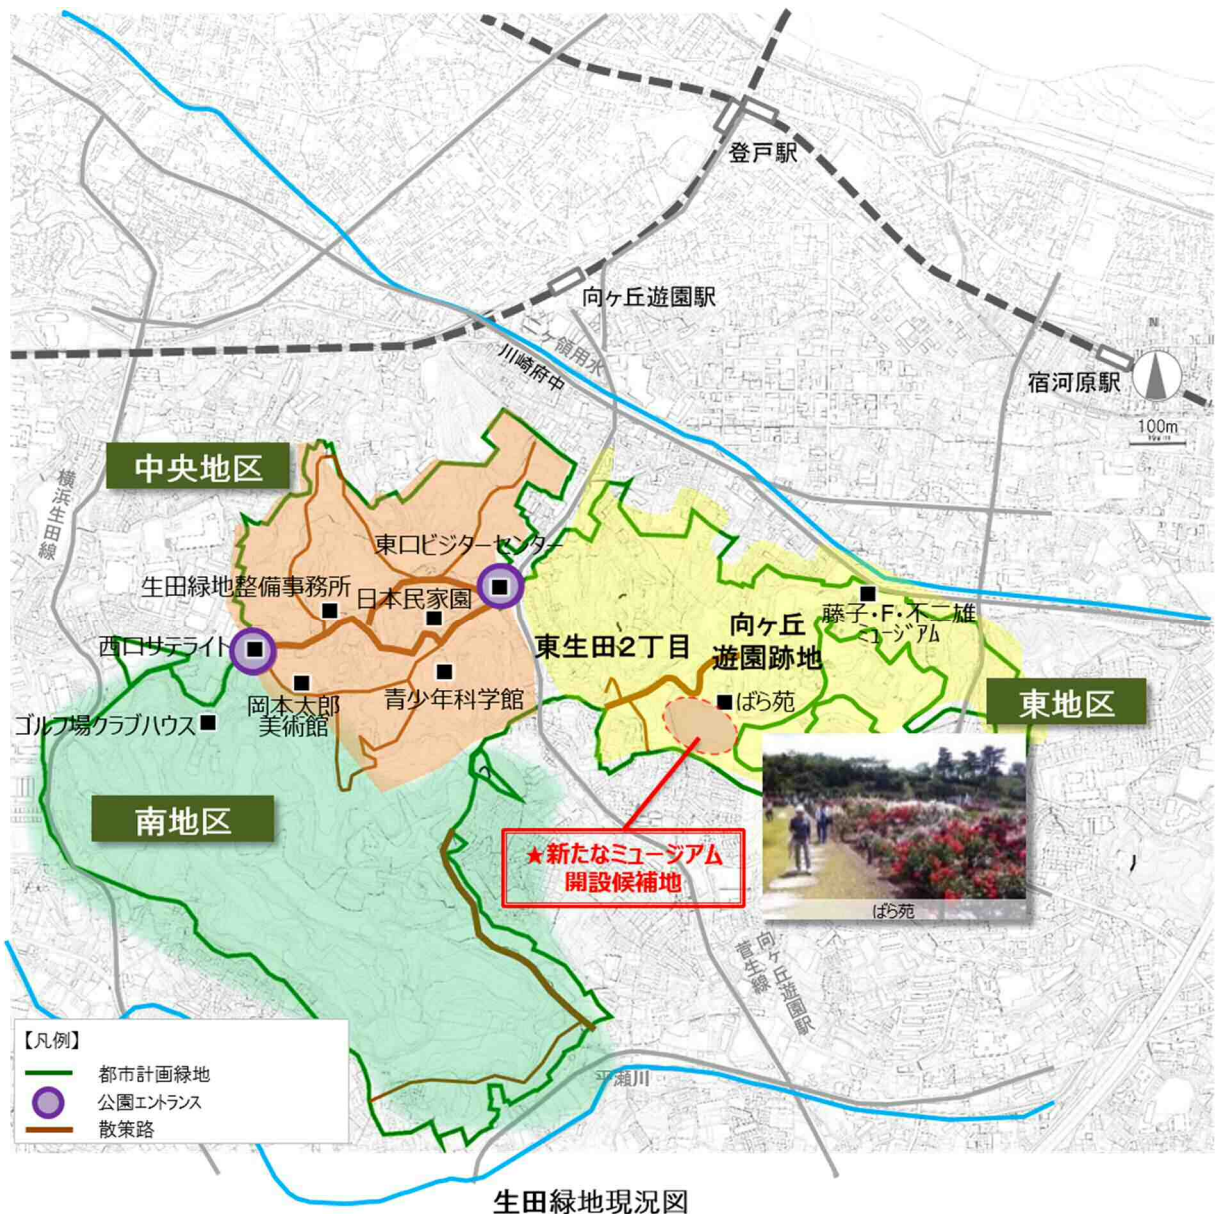 登戸駅
向ヶ丘遊園駅
二ヶ領用水
川崎府中
宿河原駅
N
100m
中央地区
横浜生田線
東口ビジターセンター
生田緑地整備事務所
日本民家園
西口サテライト
岡本太郎
美術館
青少年科学館
ゴルフ場クラブハウス
東生田2丁目
向ヶ丘
遊園跡地
ばら苑
藤子・F・不二雄
ミュージアム
東地区
南地区
★新たなミュージアム
開設候補地
ばら苑
向ヶ丘遊園駅
菅生線
平瀬川
【凡例】
都市計画緑地
公園エントランス
散策路
生田緑地現況図